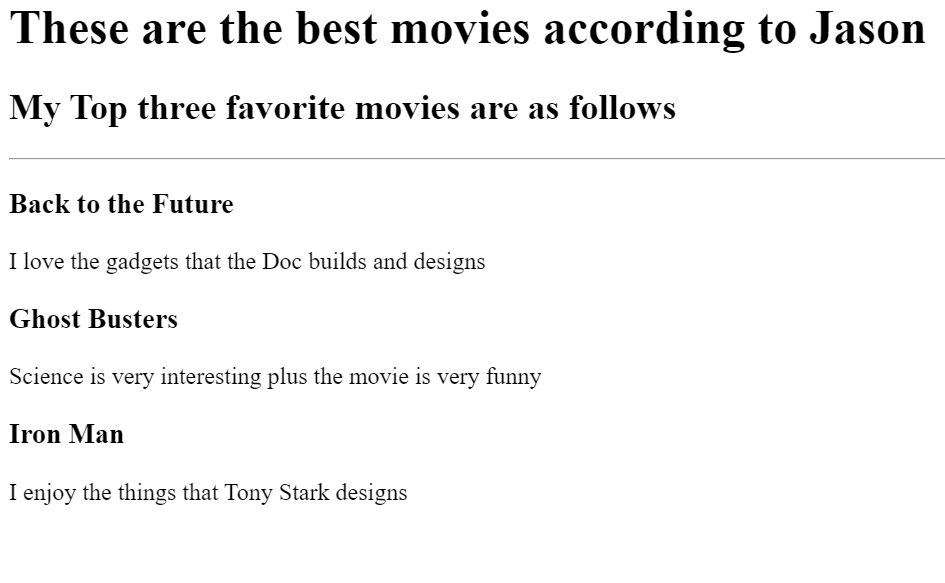 These are the best movies according to Jason
My Top three favorite movies are as follows
Back to the Future
I love the gadgets that the Doc builds and designs
Ghost Busters
Science is very interesting plus the movie is very funny
Iron Man
I enjoy the things that Tony Stark designs